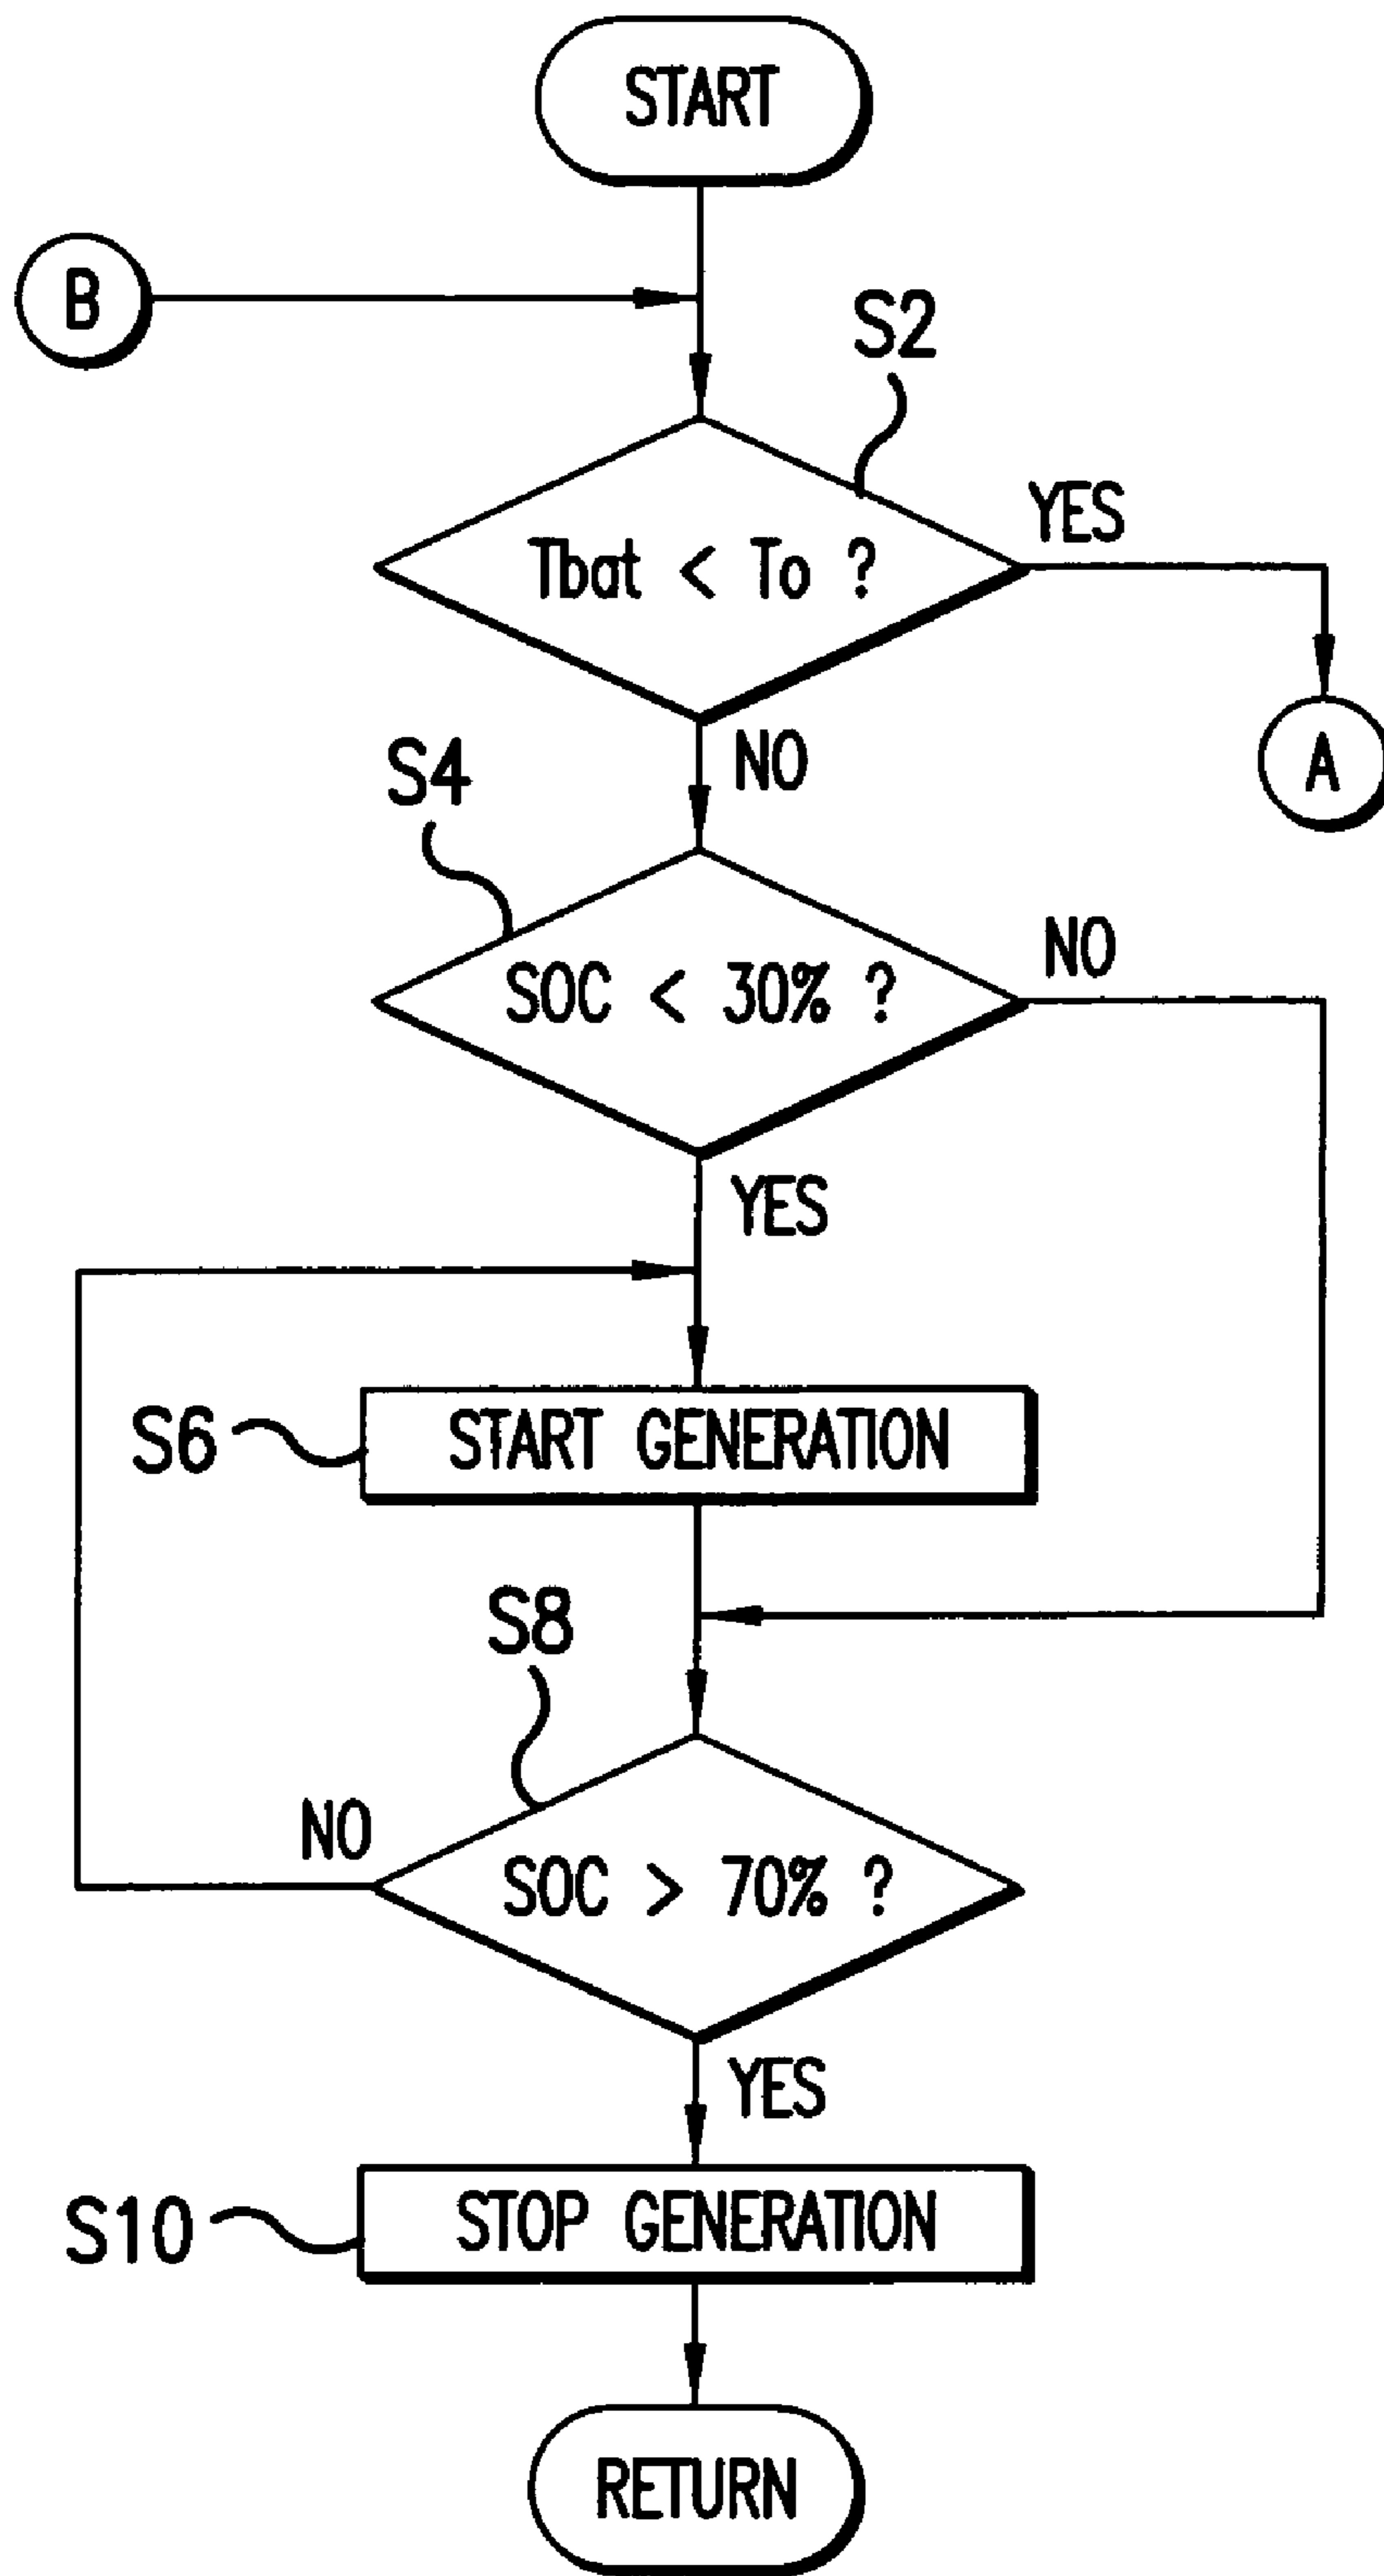 START
B
S2
YES
Tbat < To ?
NO
A
S4
NO
SOC < 30% ?
YES
S6
START GENERATION
S8
NO
SOC > 70% ?
YES
S10
STOP GENERATION
RETURN